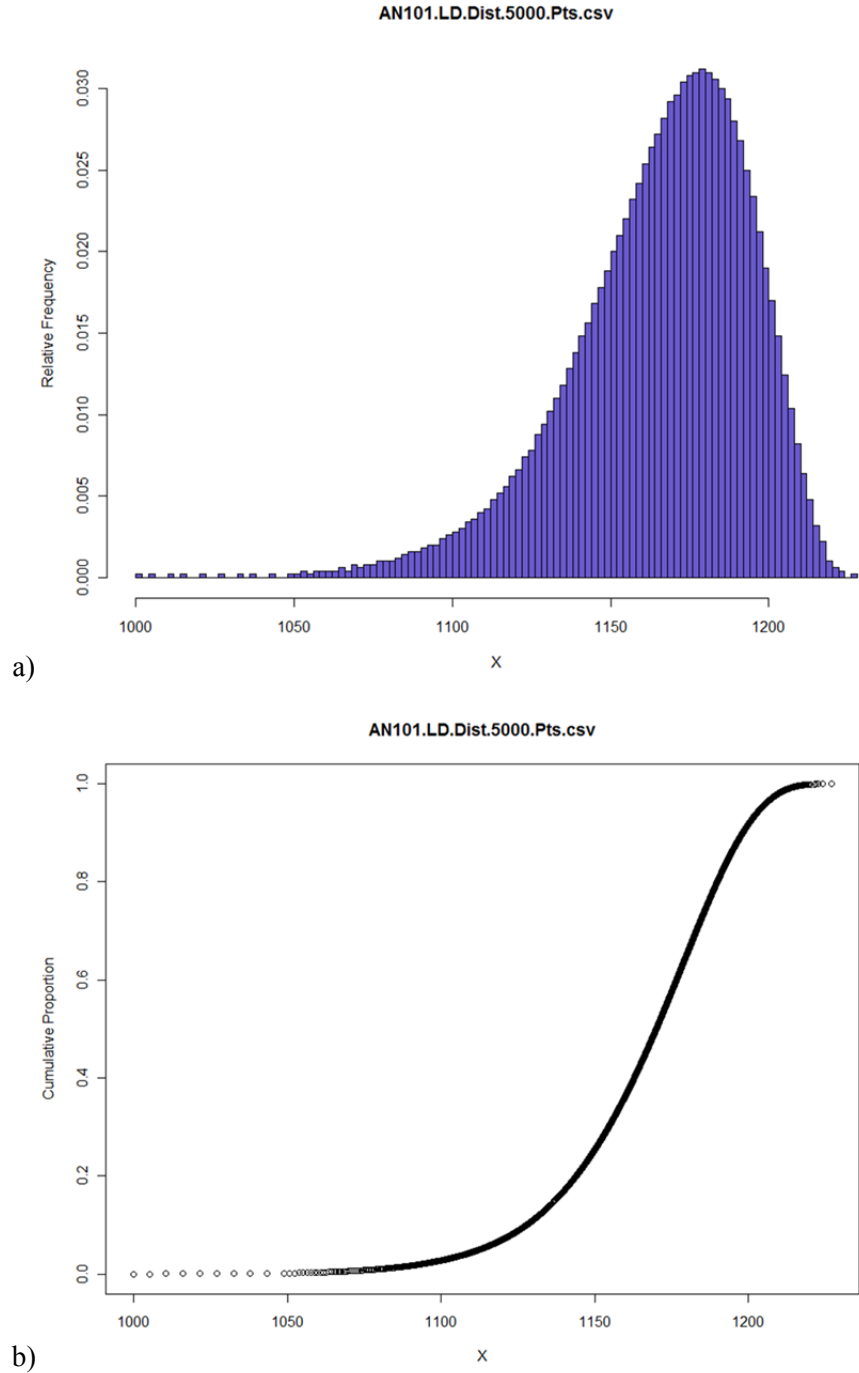 AN101.LD.Dist.5000.Pts.csv
Relative Frequency
0.030
0.025
0.020
0.015
0.010
0.005
0.000
1000 1050 1100 1150 1200
X
a)
AN101.LD.Dist.5000.Pts.csv
Cumulative Proportion
1.0
0.8
0.6
0.4
0.2
0.0
1000 1050 1100 1150 1200
X
b)